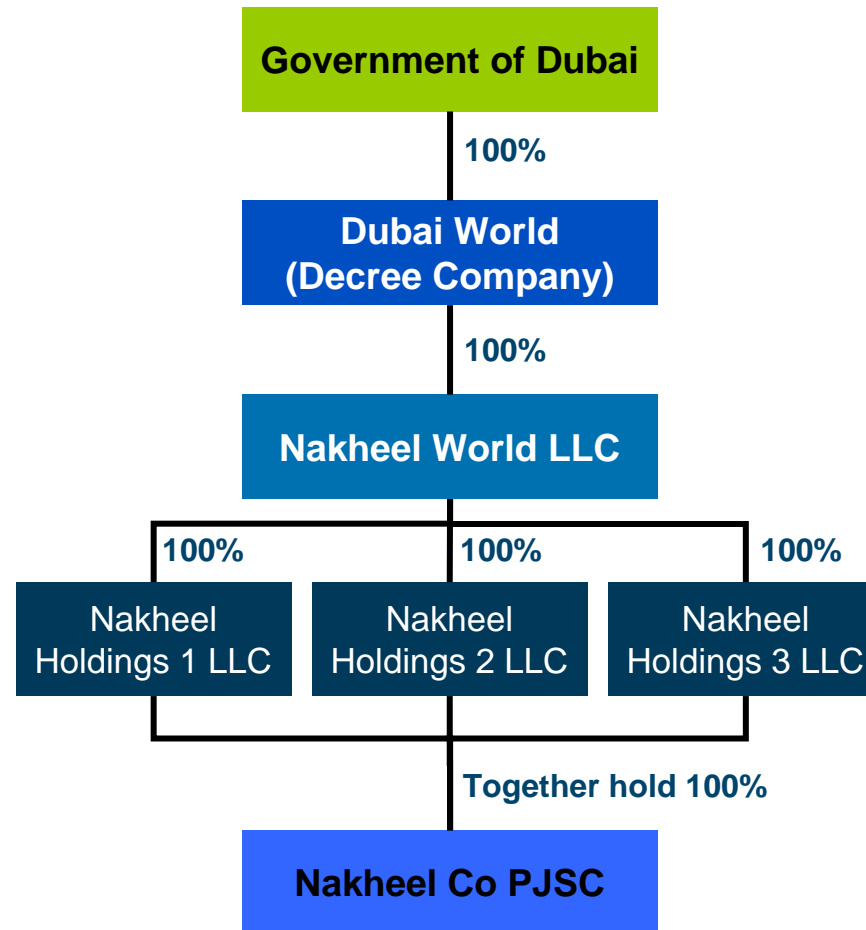 Government of Dubai
100%
Dubai World
(Decree Company)
100%
Nakheel World LLC
100%
100%
100%
Nakheel
Holdings 1 LLC
Nakheel
Holdings 2 LLC
Nakheel
Holdings 3 LLC
Together hold 100%
Nakheel Co PJSC